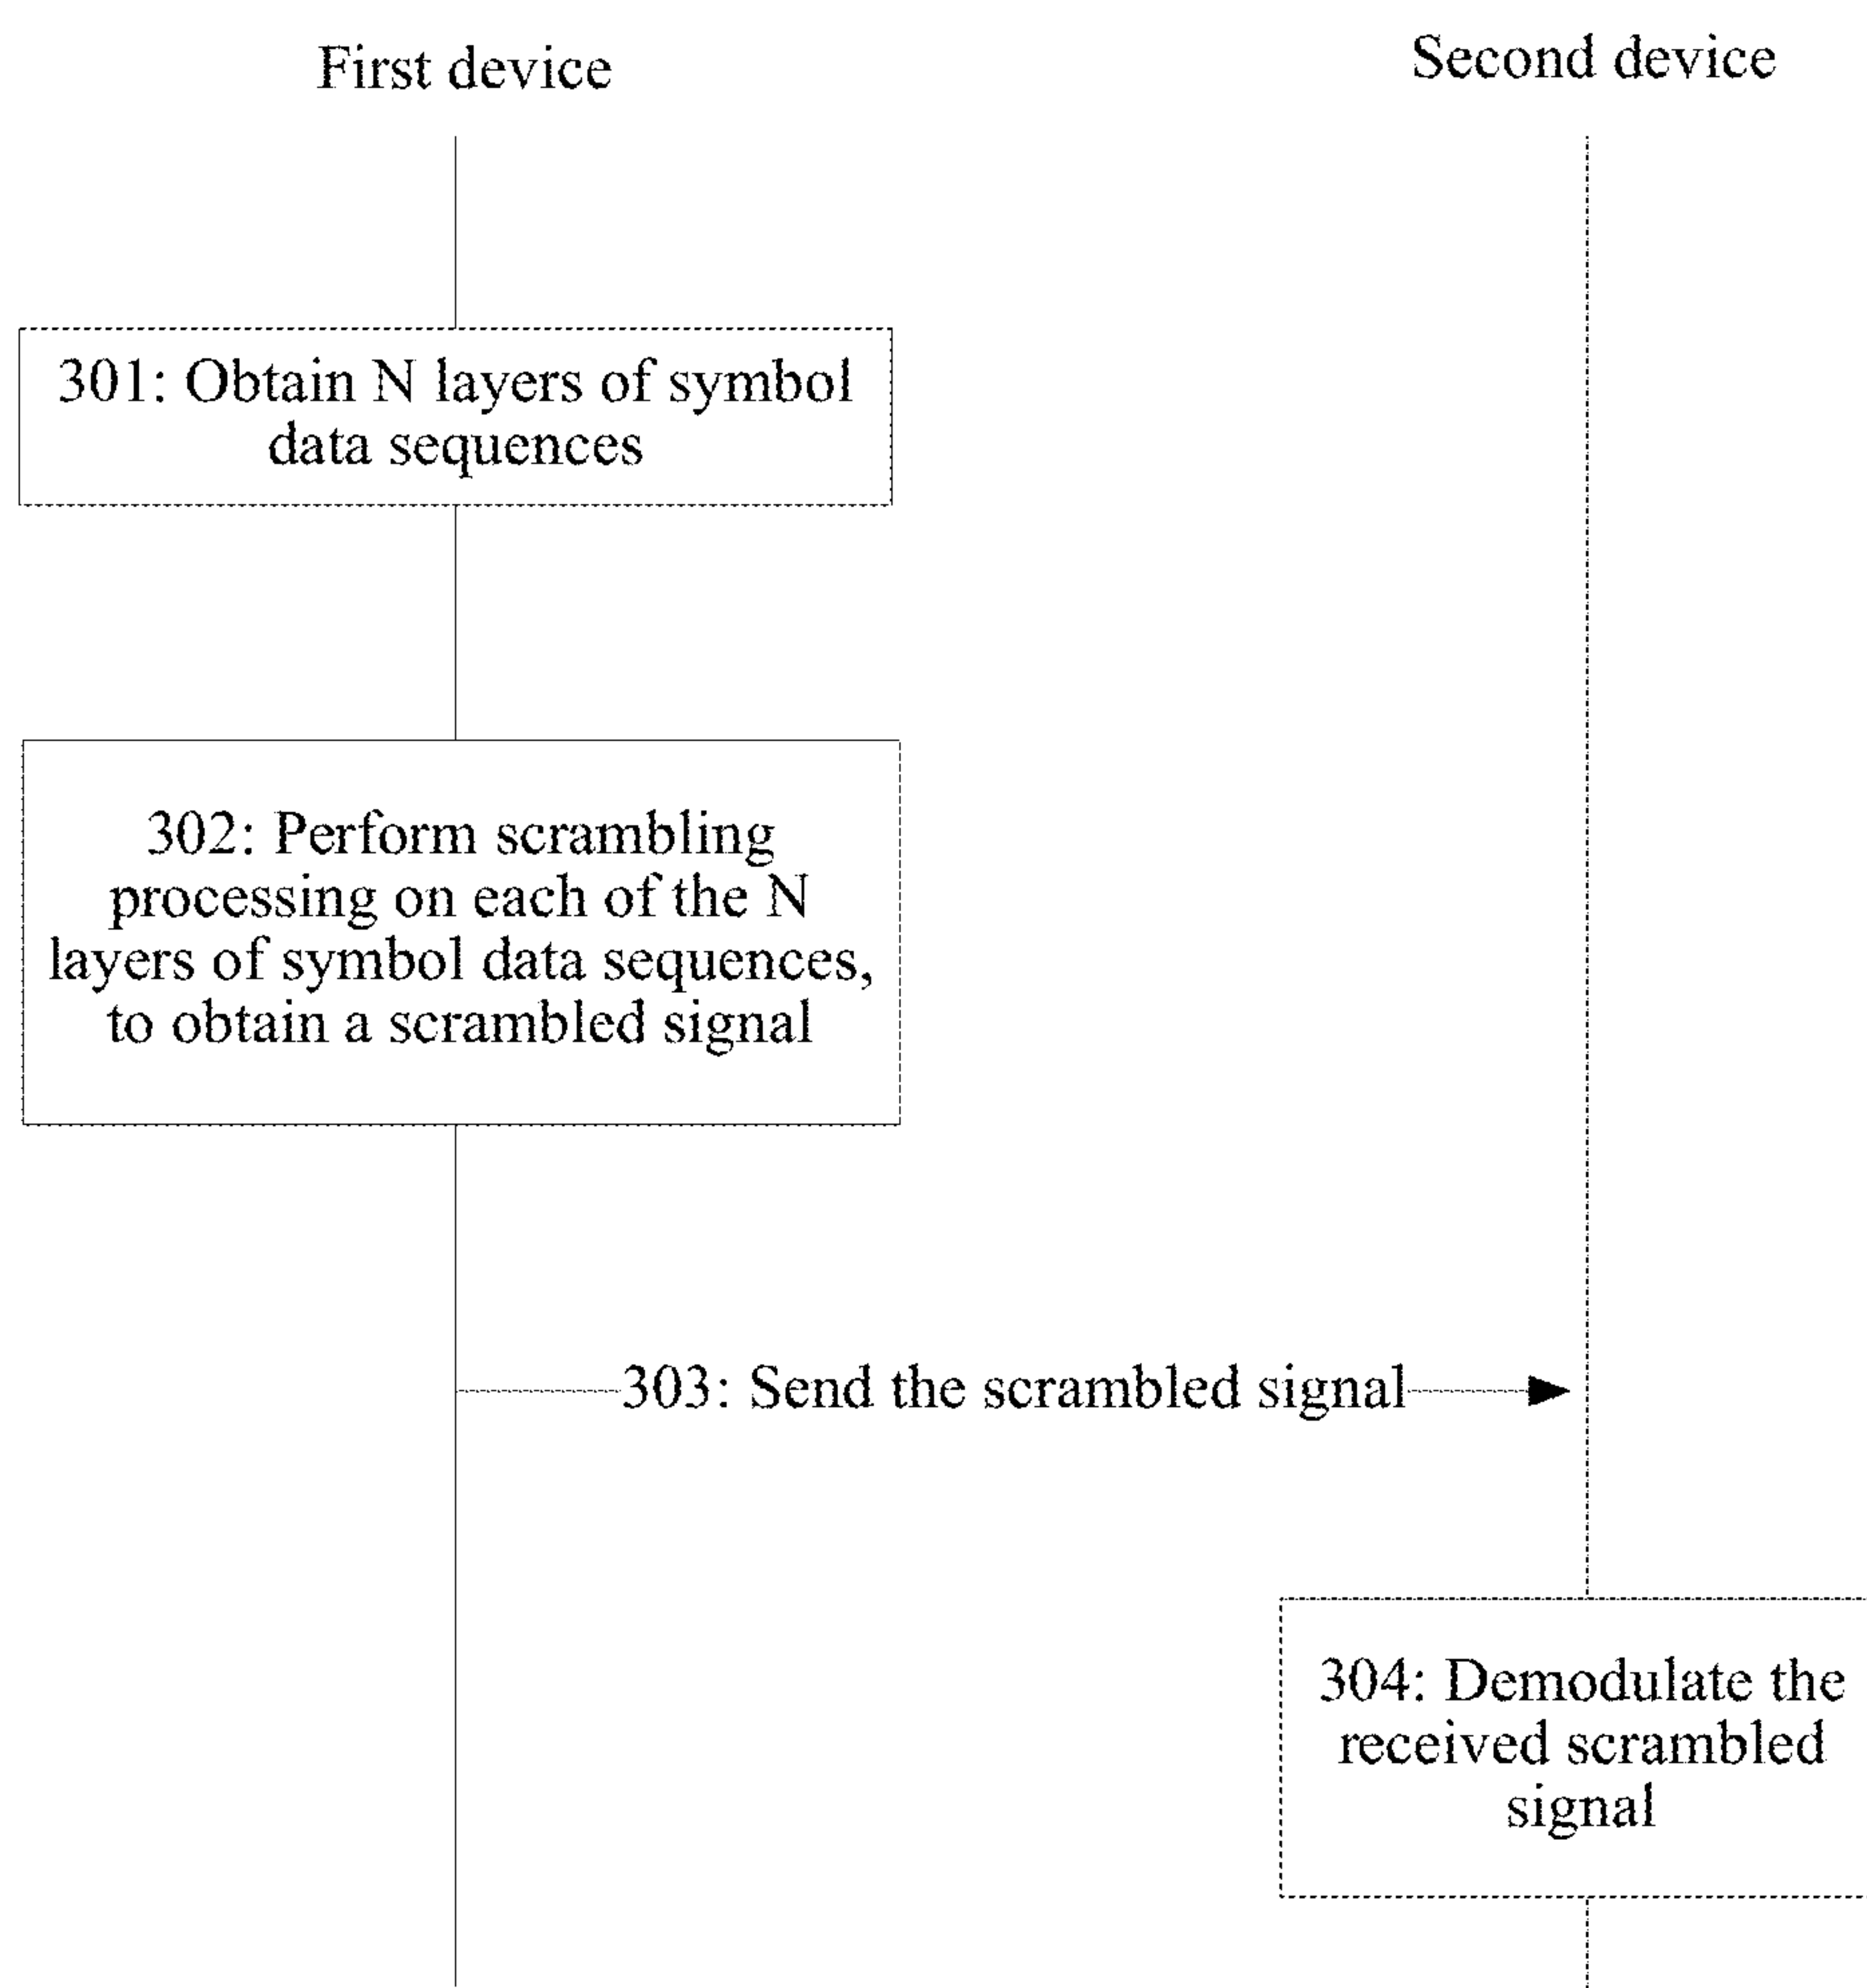 First device
Second device
301: Obtain N layers of symbol
data sequences
302: Perform scrambling
processing on each of the N
layers of symbol data sequences,
to obtain a scrambled signal
303: Send the scrambled signal
304: Demodulate the
received scrambled
signal